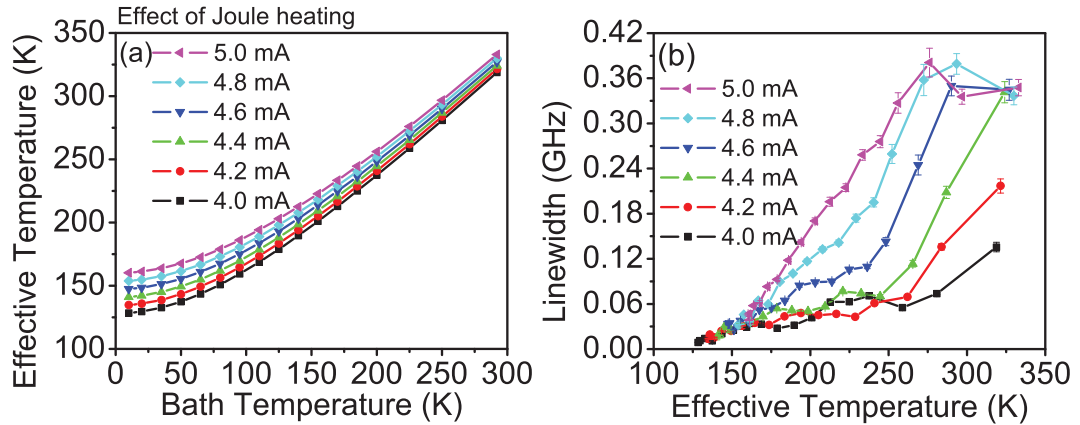 Effect of Joule heating
(a)
5.0 mA
4.8 mA
4.6 mA
4.4 mA
4.2 mA
4.0 mA
Effective Temperature (K)
350
300
250
200
150
100
0 50 100 150 200 250 300
Bath Temperature (K)
(b)
5.0 mA
4.8 mA
4.6 mA
4.4 mA
4.2 mA
4.0 mA
Linewidth (GHz)
0.42
0.36
0.30
0.24
0.18
0.12
0.06
0.00
100 150 200 250 300 350
Effective Temperature (K)